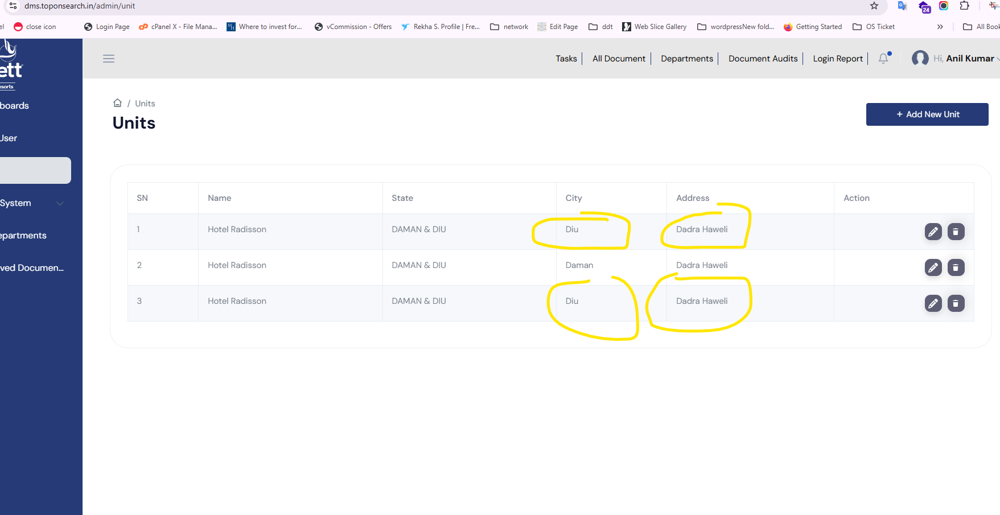 dms.toponsearch.in/admin/unit
24
el close icon Login Page cPanel X - File Mana... Where to invest for... vCommission - Offers Rekha S. Profile | Fre... network Edit Page ddt Web Slice Gallery wordpressNew fold... Getting Started OS Ticket » All Book
ett
esorts
Tasks All Document Departments Document Audits Login Report Hi, Anil Kumar
boards
User
System
epartments
ved Documen...
/ Units
Units
+ Add New Unit
SN Name State City Address Action
1 Hotel Radisson DAMAN & DIU Diu Dadra Haweli
2 Hotel Radisson DAMAN & DIU Daman Dadra Haweli
3 Hotel Radisson DAMAN & DIU Diu Dadra Haweli